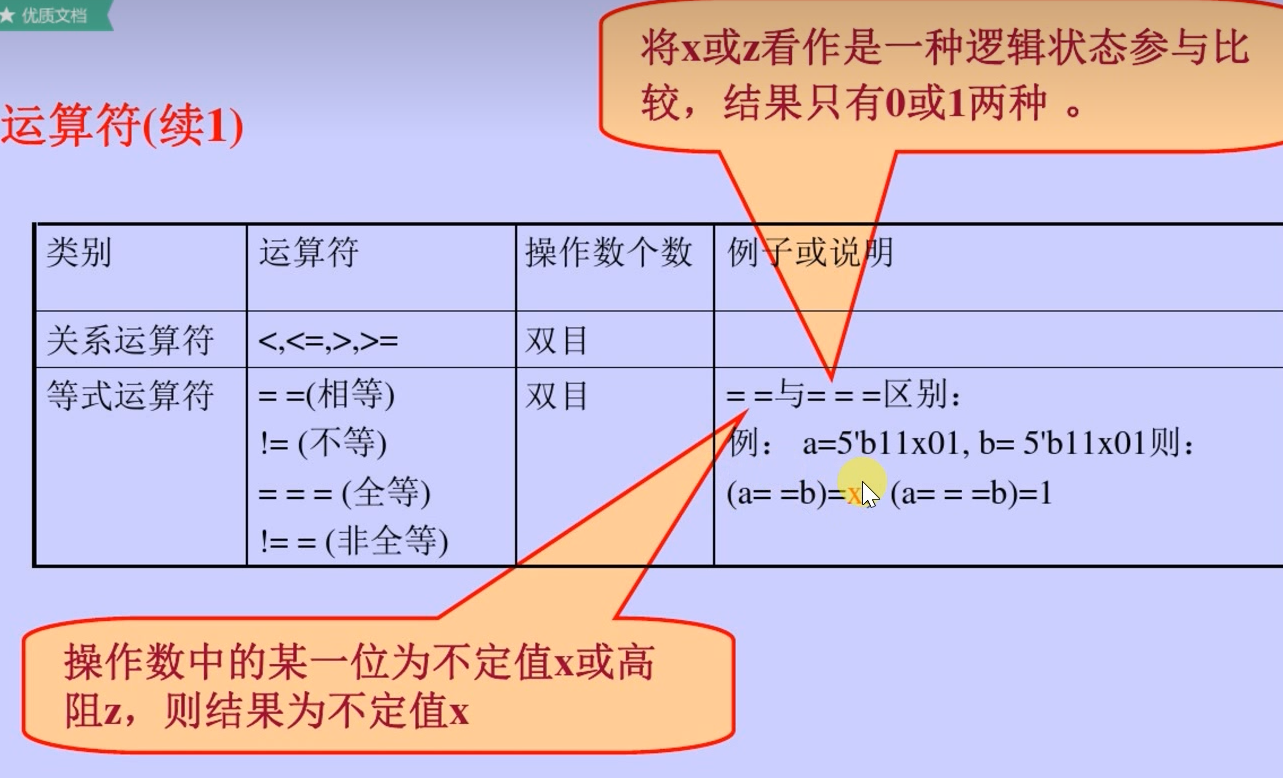 ★ 优质文档
将x或z看作是一种逻辑状态参与比
较，结果只有0或1两种 。
运算符(续1)
类别 运算符 操作数个数 例子或说明
关系运算符 <,<=,>,>= 双目
等式运算符 = =(相等) 双目 = =与= = =区别：
!= (不等) 例： a=5'b11x01, b= 5'b11x01则：
= = = (全等) (a= =b)=x (a= = =b)=1
!= = (非全等)
操作数中的某一位为不定值x或高
阻z，则结果为不定值x